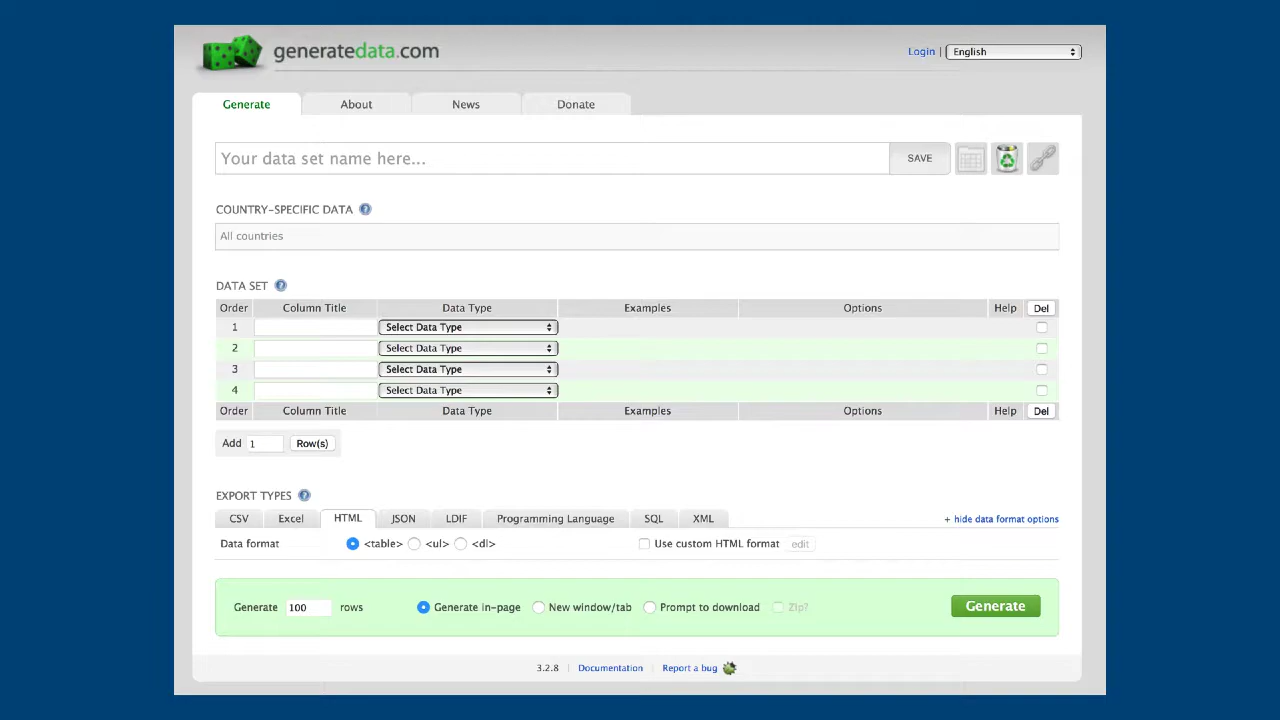 generatedata.com
Login | English
Generate About News Donate
Your data set name here... SAVE
COUNTRY-SPECIFIC DATA ?
All countries
DATA SET ?
Order Column Title Data Type Examples Options Help Del
1 Select Data Type
2 Select Data Type
3 Select Data Type
4 Select Data Type
Order Column Title Data Type Examples Options Help Del
Add 1 Row(s)
EXPORT TYPES ?
CSV Excel HTML JSON LDIF Programming Language SQL XML + hide data format options
Data format <table> <ul> <dl> Use custom HTML format edit
Generate 100 rows Generate in-page New window/tab Prompt to download Zip? Generate
3.2.8 | Documentation | Report a bug